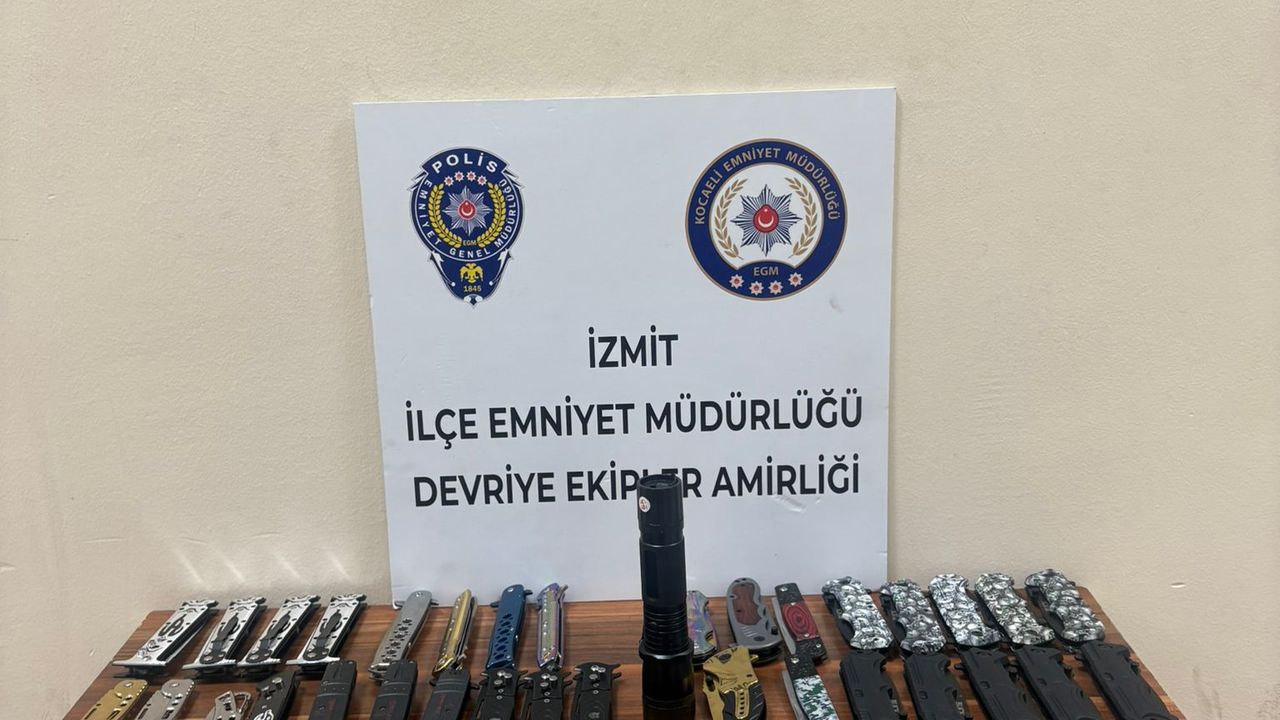 POLİS
EMNİYET GENEL MÜDÜRLÜĞÜ
EGM
1845
KOCAELİ EMNİYET MÜDÜRLÜĞÜ
EGM
İZMİT
İLÇE EMNİYET MÜDÜRLÜĞÜ
DEVRİYE EKİPLER AMİRLİĞİ